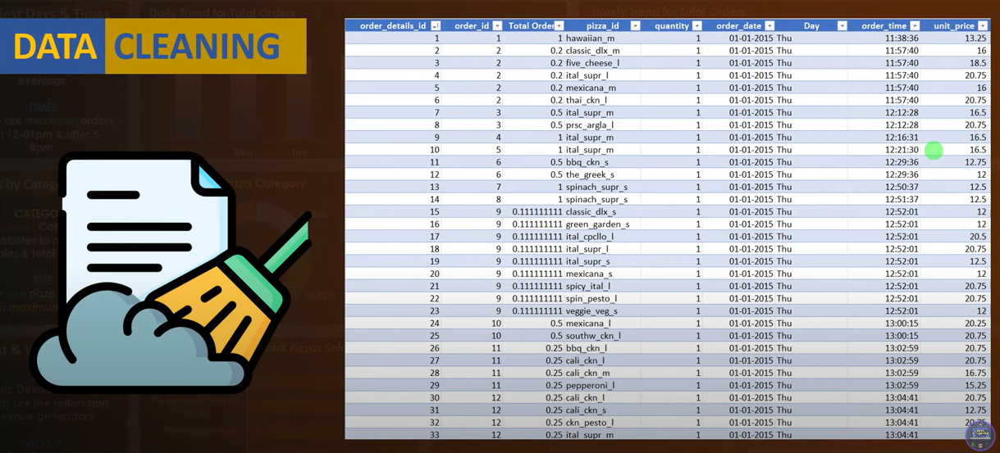 Daily Trend for Total Orders
Hourly Trend for Total Orders
DATA CLEANING
evenings.
TIMES
are maximum orders
12-01pm & after 5 -
8pm.
Mon
Tue
order_details_id order_id Total Order pizza_id quantity order_date Day order_time unit_price
1 1 1 hawaiian_m 1 01-01-2015 Thu 11:38:36 13.25
2 2 0.2 classic_dlx_m 1 01-01-2015 Thu 11:57:40 16
3 2 0.2 five_cheese_l 1 01-01-2015 Thu 11:57:40 18.5
4 2 0.2 ital_supr_l 1 01-01-2015 Thu 11:57:40 20.75
5 2 0.2 mexicana_m 1 01-01-2015 Thu 11:57:40 16
6 2 0.2 thai_ckn_l 1 01-01-2015 Thu 11:57:40 20.75
7 3 0.5 ital_supr_m 1 01-01-2015 Thu 12:12:28 16.5
8 3 0.5 prsc_argla_l 1 01-01-2015 Thu 12:12:28 20.75
9 4 1 ital_supr_m 1 01-01-2015 Thu 12:16:31 16.5
10 5 1 ital_supr_m 1 01-01-2015 Thu 12:21:30 16.5
11 6 0.5 bbq_ckn_s 1 01-01-2015 Thu 12:29:36 12.75
12 6 0.5 the_greek_s 1 01-01-2015 Thu 12:29:36 12
13 7 1 spinach_supr_s 1 01-01-2015 Thu 12:50:37 12.5
14 8 1 spinach_supr_s 1 01-01-2015 Thu 12:51:37 12.5
15 9 0.111111111 classic_dlx_s 1 01-01-2015 Thu 12:52:01 12
16 9 0.111111111 green_garden_s 1 01-01-2015 Thu 12:52:01 12
17 9 0.111111111 ital_cpcllo_l 1 01-01-2015 Thu 12:52:01 20.5
18 9 0.111111111 ital_supr_l 1 01-01-2015 Thu 12:52:01 20.75
19 9 0.111111111 ital_supr_s 1 01-01-2015 Thu 12:52:01 12.5
20 9 0.111111111 mexicana_s 1 01-01-2015 Thu 12:52:01 12
21 9 0.111111111 spicy_ital_l 1 01-01-2015 Thu 12:52:01 20.75
22 9 0.111111111 spin_pesto_l 1 01-01-2015 Thu 12:52:01 20.75
23 9 0.111111111 veggie_veg_s 1 01-01-2015 Thu 12:52:01 12
24 10 0.5 mexicana_l 1 01-01-2015 Thu 13:00:15 20.25
25 10 0.5 southw_ckn_l 1 01-01-2015 Thu 13:00:15 20.75
26 11 0.25 bbq_ckn_l 1 01-01-2015 Thu 13:02:59 20.75
27 11 0.25 cali_ckn_l 1 01-01-2015 Thu 13:02:59 20.75
28 11 0.25 cali_ckn_m 1 01-01-2015 Thu 13:02:59 16.75
29 11 0.25 pepperoni_l 1 01-01-2015 Thu 13:02:59 15.25
30 12 0.25 cali_ckn_l 1 01-01-2015 Thu 13:04:41 20.75
31 12 0.25 cali_ckn_s 1 01-01-2015 Thu 13:04:41 12.75
32 12 0.25 ckn_pesto_l 1 01-01-2015 Thu 13:04:41 20.75
33 12 0.25 ital_supr_m 1 01-01-2015 Thu 13:04:41